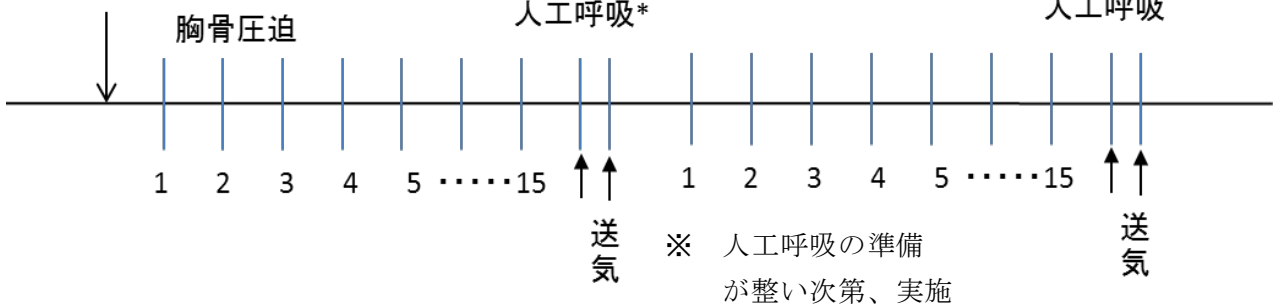 人工呼吸* 人工呼吸
胸骨圧迫
1 2 3 4 5 ・・・・・15 1 2 3 4 5 ・・・・・15
送気 送気
※ 人工呼吸の準備
が整い次第、実施